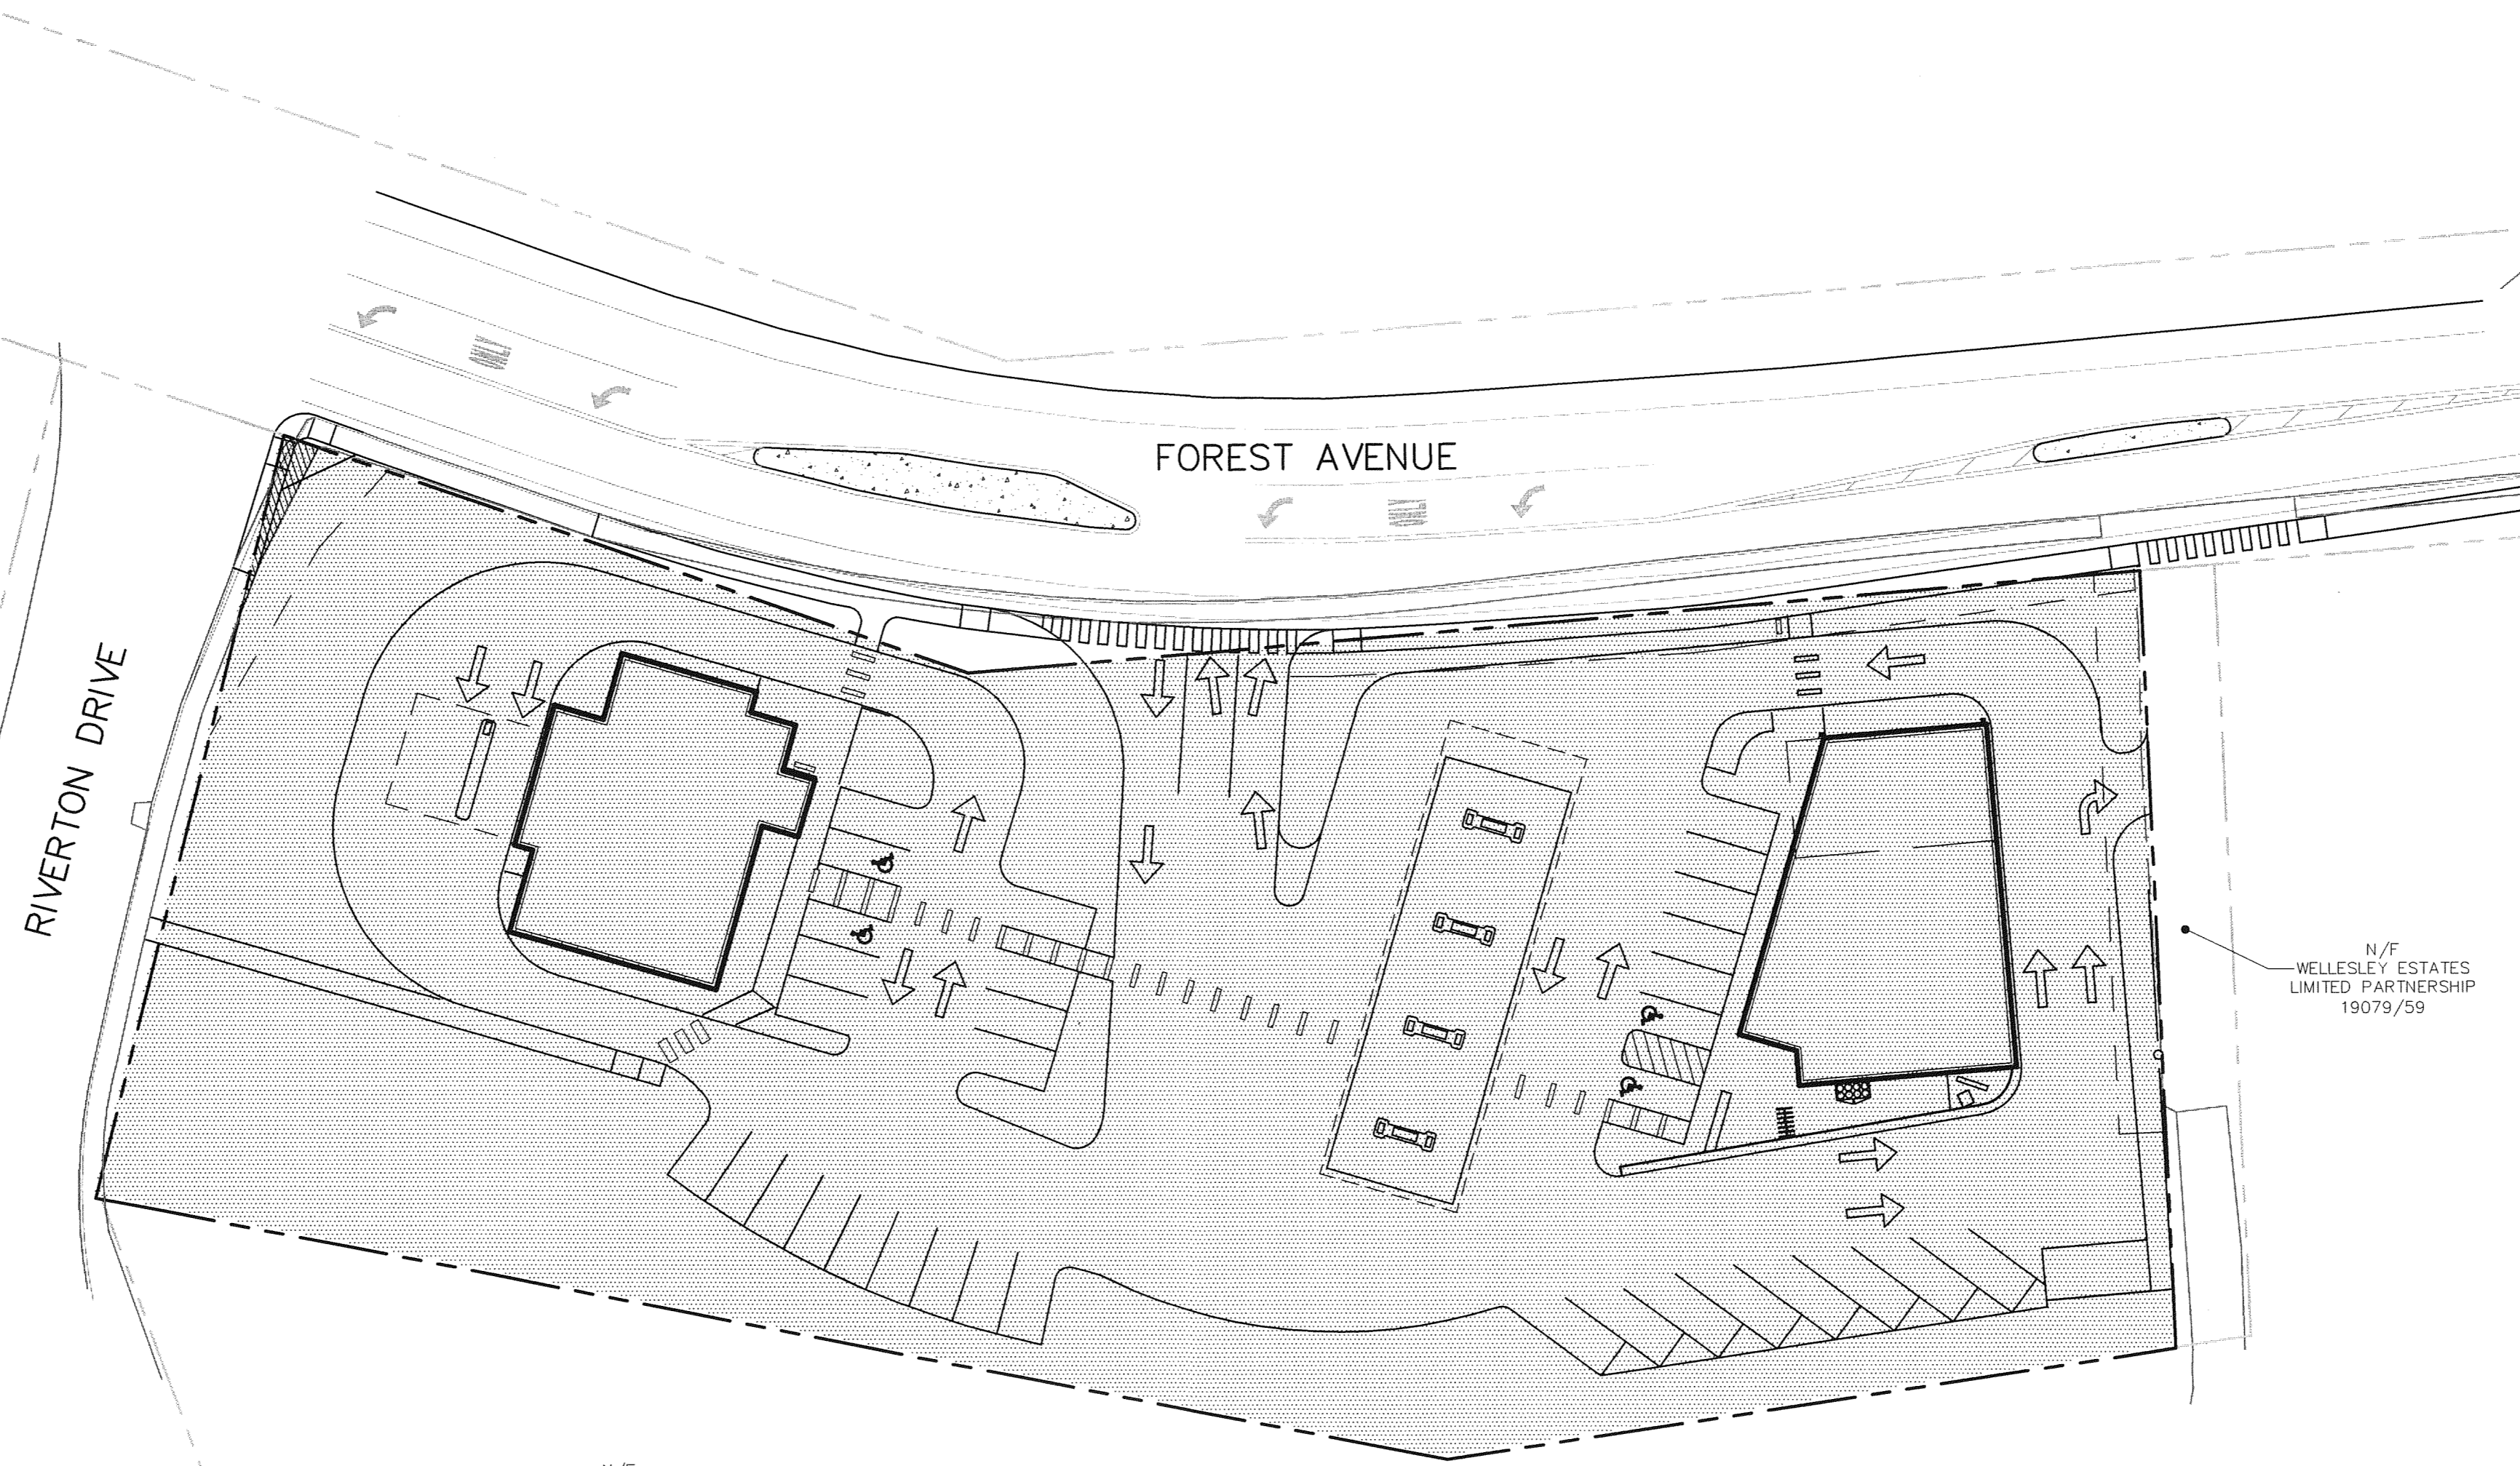 FOREST AVENUE
RIVERTON DRIVE
N/F
WELLESLEY ESTATES
LIMITED PARTNERSHIP
19079/59